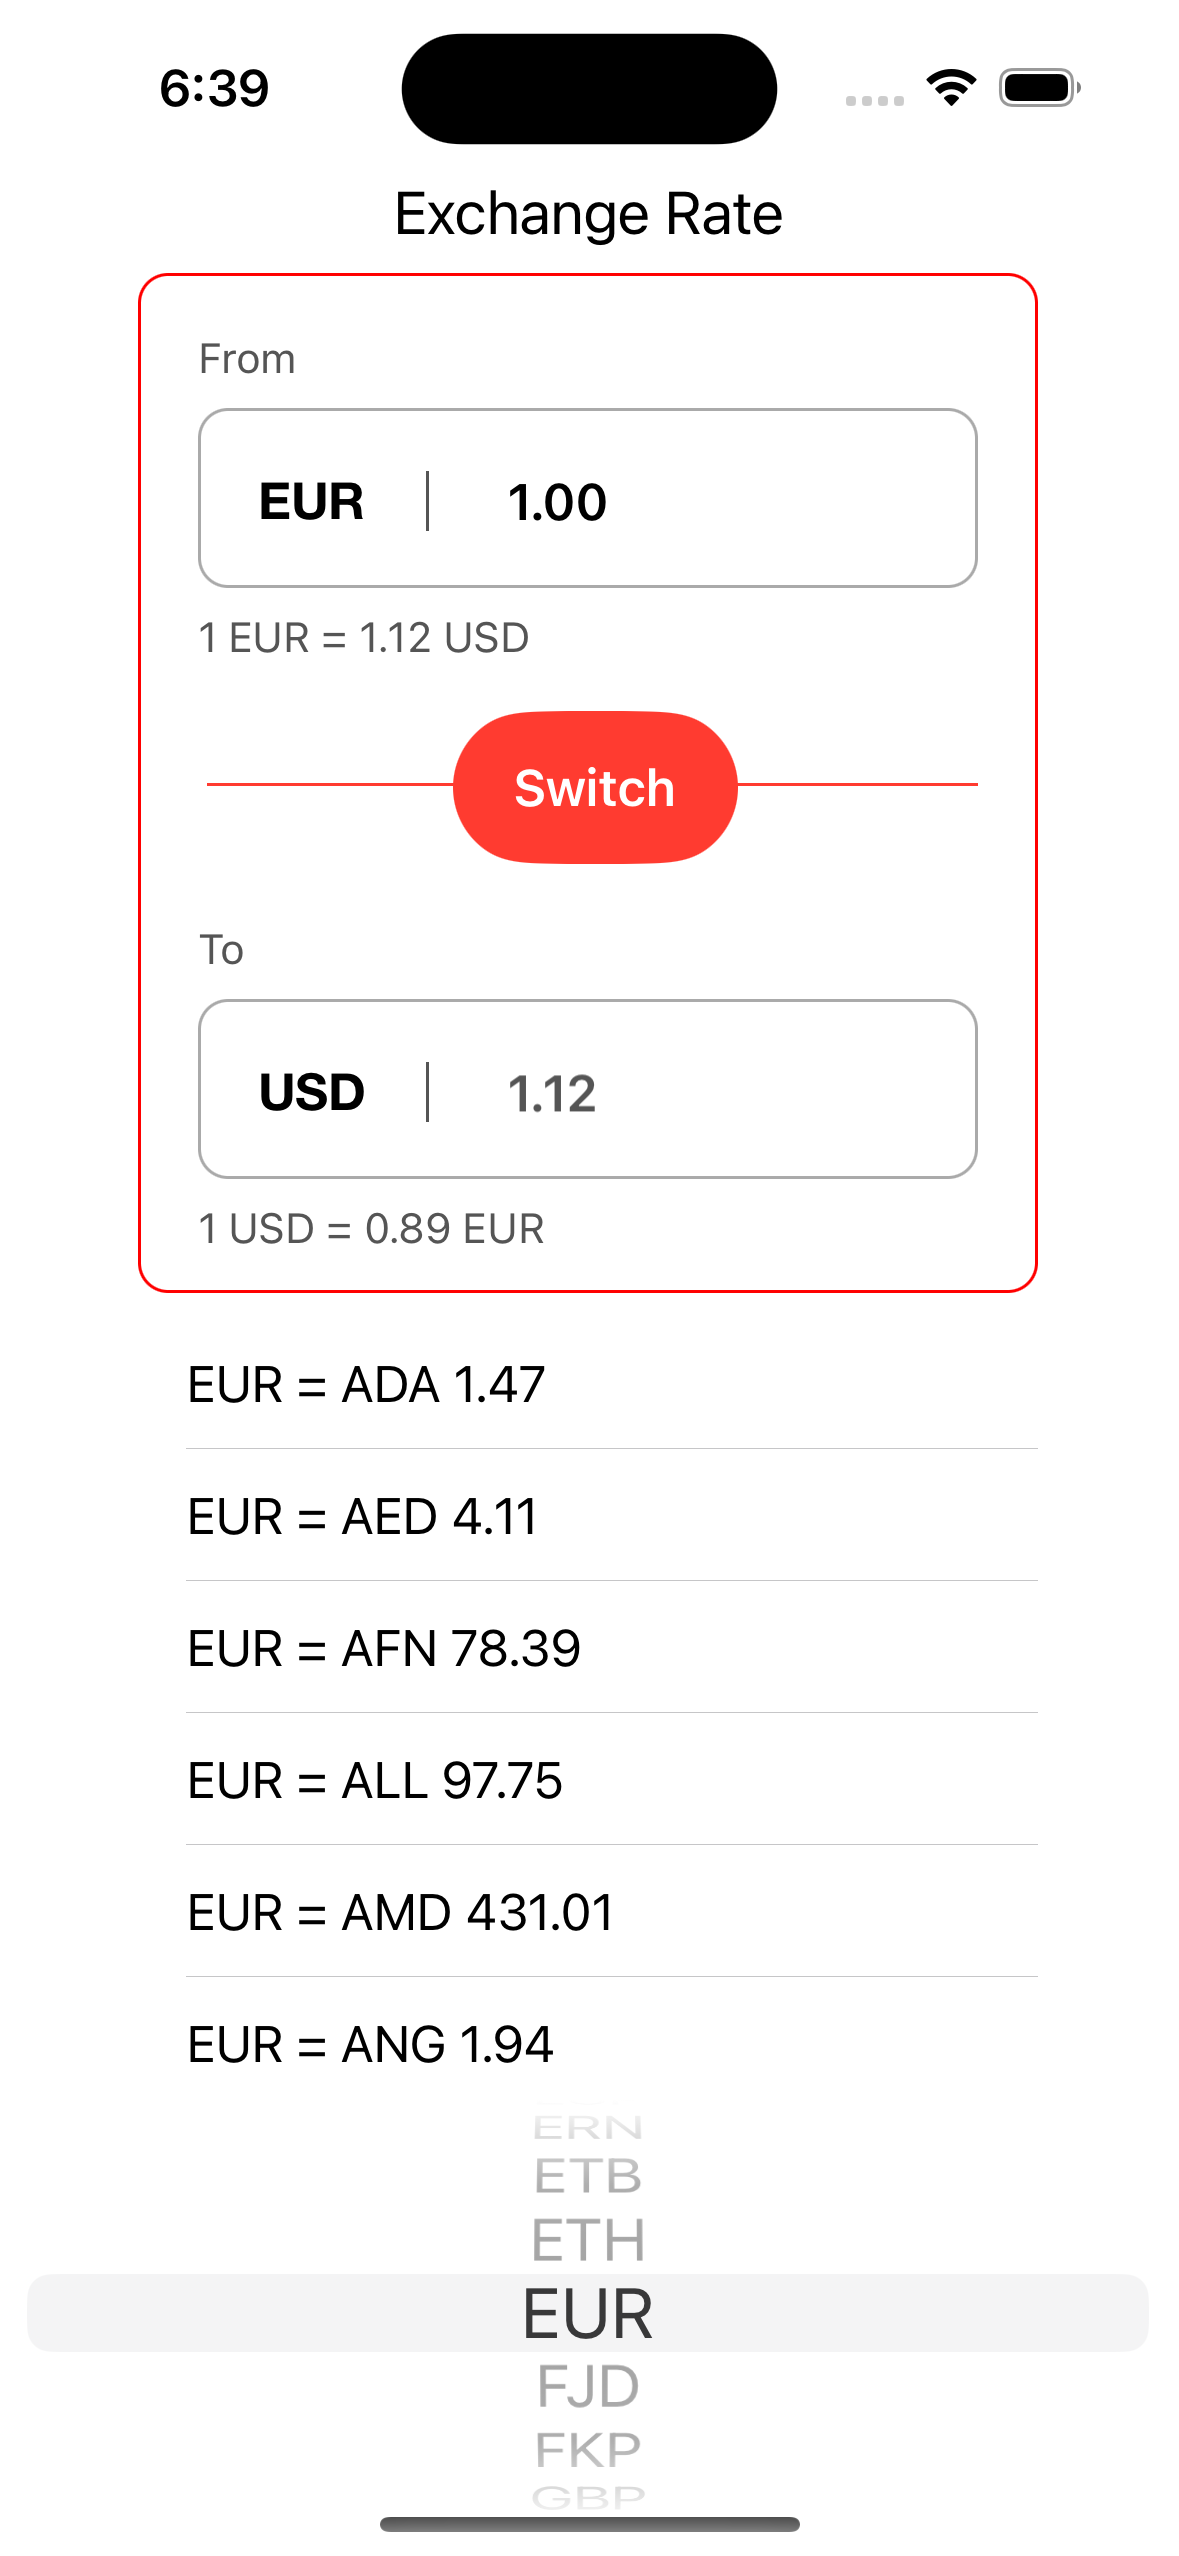 6:39
Exchange Rate
From
EUR 1.00
1 EUR = 1.12 USD
Switch
To
USD 1.12
1 USD = 0.89 EUR
EUR = ADA 1.47
EUR = AED 4.11
EUR = AFN 78.39
EUR = ALL 97.75
EUR = AMD 431.01
EUR = ANG 1.94
ERN
ETB
ETH
EUR
FJD
FKP
GBP